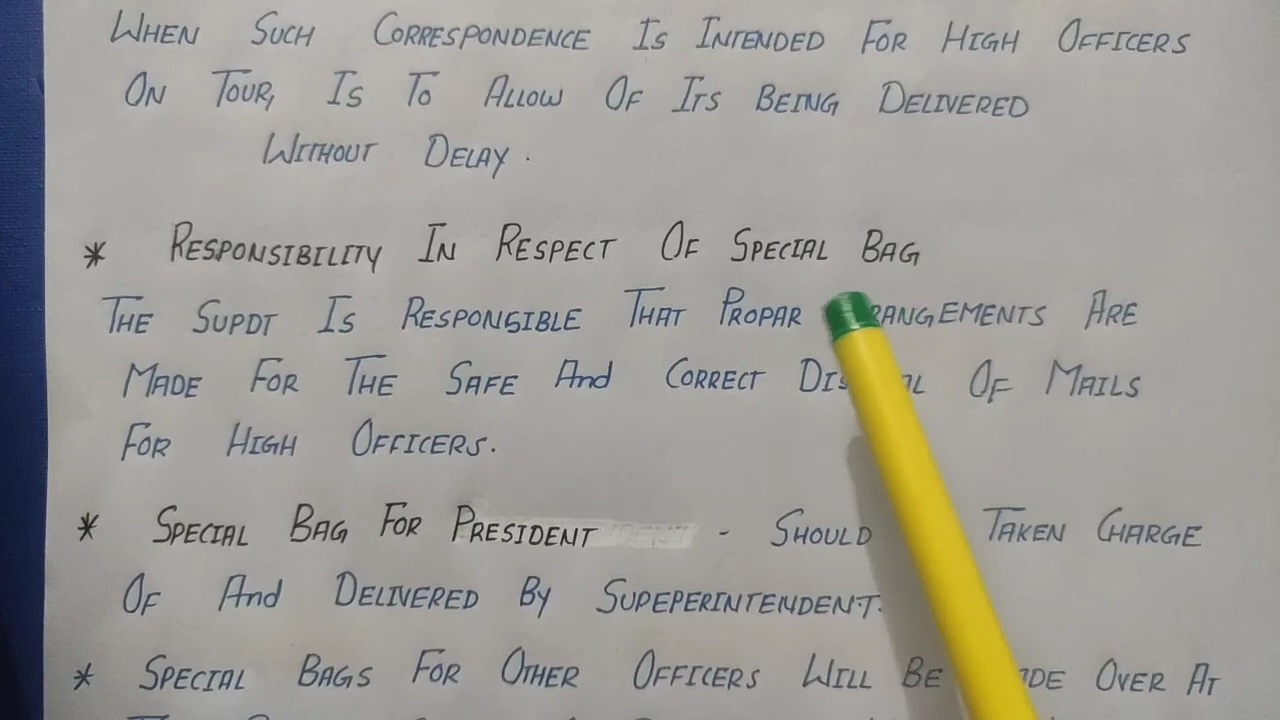 WHEN SUCH CORRESPONDENCE IS INTENDED FOR HIGH OFFICERS
ON TOUR, IS TO ALLOW OF ITS BEING DELIVERED
WITHOUT DELAY.
* RESPONSIBILITY IN RESPECT OF SPECIAL BAG
THE SUPDT IS RESPONSIBLE THAT PROPAR ARE
MADE FOR THE SAFE And CORRECT OF MAILS
FOR HIGH OFFICERS.
* SPECIAL BAG FOR PRESIDENT - SHOULD TAKEN CHARGE
OF And DELIVERED BY SUPEPERINTENDENT.
* SPECIAL BAGS FOR OTHER OFFICERS WILL BE OVER AT